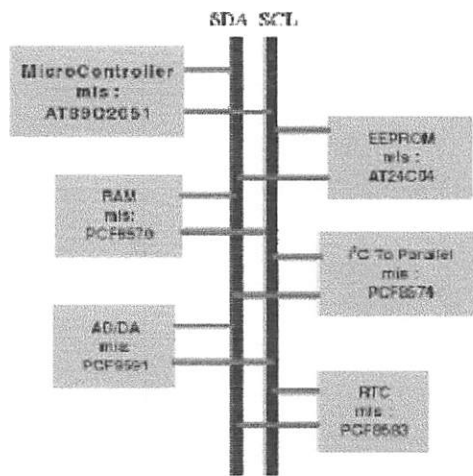 SDA SCL
MicroController
mis :
AT89C2051
EEPROM
mis :
AT24C04
RAM
mis:
PCF8570
I²C To Parallel
mis :
PCF8574
AD/DA
mis:
PCF8591
RTC
mis :
PCF8583